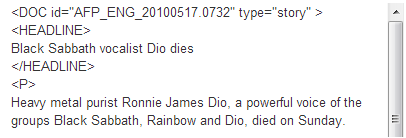 <DOC id="AFP_ENG_20100517.0732" type="story" >
<HEADLINE>
Black Sabbath vocalist Dio dies
</HEADLINE>
<P>
Heavy metal purist Ronnie James Dio, a powerful voice of the
groups Black Sabbath, Rainbow and Dio, died on Sunday.